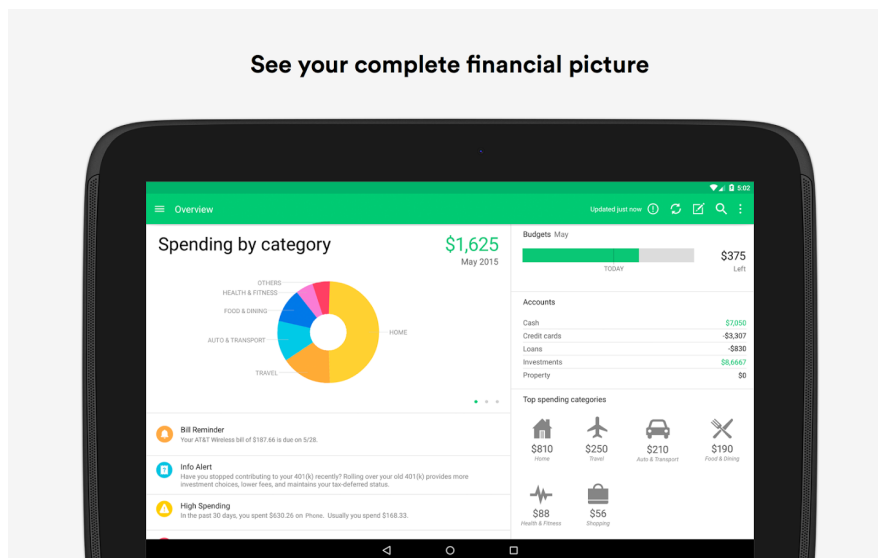 See your complete financial picture
5:02
Overview
Updated just now
Spending by category
$1,625
May 2015
OTHERS
HEALTH & FITNESS
FOOD & DINING
AUTO & TRANSPORT
TRAVEL
HOME
Bill Reminder
Your AT&T Wireless bill of $187.66 is due on 5/28.
Info Alert
Have you stopped contributing to your 401(k) recently? Rolling over your old 401(k) provides more
investment choices, lower fees, and maintains your tax-deferred status.
High Spending
In the past 30 days, you spent $630.26 on Phone. Usually you spend $168.33.
Budgets May
$375
TODAY
Left
Accounts
Cash $7,050
Credit cards -$3,307
Loans -$830
Investments $8,6667
Property $0
Top spending categories
$810 $250 $210 $190
Home Travel Auto & Transport Food & Dining
$88 $56
Health & Fitness Shopping